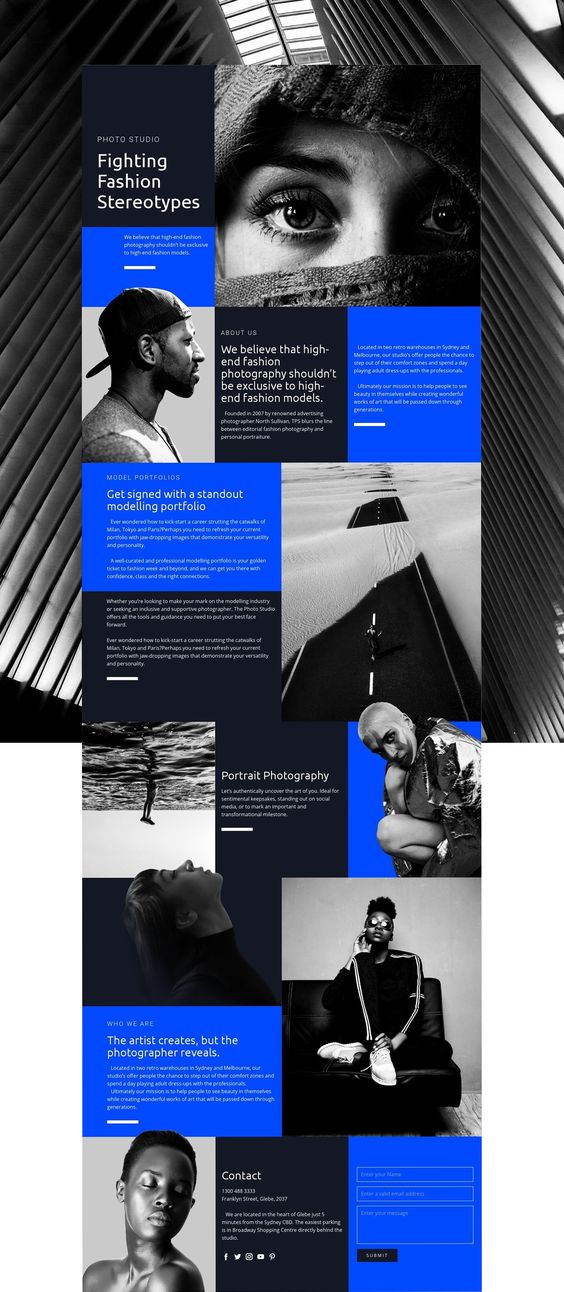 PHOTO STUDIO
Fighting
Fashion
Stereotypes
We believe that high-end fashion
photography shouldn't be exclusive
to high-end fashion models.
ABOUT US
We believe that high-
end fashion
photography shouldn't
be exclusive to high-
end fashion models.
Founded in 2007 by renowned advertising
photographer North Sullivan, TPS blurs the line
between editorial fashion photography and
personal portraiture.
Located in two retro warehouses in Sydney and
Melbourne, our studio's offer people the chance to
step out of their comfort zones and spend a day
playing adult dress-ups with the professionals.
Ultimately our mission is to help people to see
beauty in themselves while creating wonderful
works of art that will be passed down through
generations.
MODEL PORTFOLIOS
Get signed with a standout
modelling portfolio
Ever wondered how to kick-start a career strutting the catwalks of
Milan, Tokyo and Paris?Perhaps you need to refresh your current
portfolio with jaw-dropping images that demonstrate your versatility
and personality.
A well-curated and professional modelling portfolio is your golden
ticket to fashion week and beyond, and we can get you there with
confidence, class and the right connections.
Whether you're looking to make your mark on the modelling industry
or seeking an inclusive and supportive photographer, The Photo Studio
offers all the tools and guidance you need to put your best face
forward.
Ever wondered how to kick-start a career strutting the catwalks of
Milan, Tokyo and Paris?Perhaps you need to refresh your current
portfolio with jaw-dropping images that demonstrate your versatility
and personality.
Portrait Photography
Let's authentically uncover the art of you. Ideal for
sentimental keepsakes, standing out on social
media, or to mark an important and
transformational milestone.
WHO WE ARE
The artist creates, but the
photographer reveals.
Located in two retro warehouses in Sydney and Melbourne, our
studio's offer people the chance to step out of their comfort zones and
spend a day playing adult dress-ups with the professionals.
Ultimately our mission is to help people to see beauty in themselves
while creating wonderful works of art that will be passed down through
generations.
Contact
1300 488 3333
Franklyn Street, Glebe, 2037
We are located in the heart of Glebe just 5
minutes from the Sydney CBD. The easiest parking
is in Broadway Shopping Centre directly behind the
studio.
Enter your Name
Enter a valid email address
Enter your message
SUBMIT